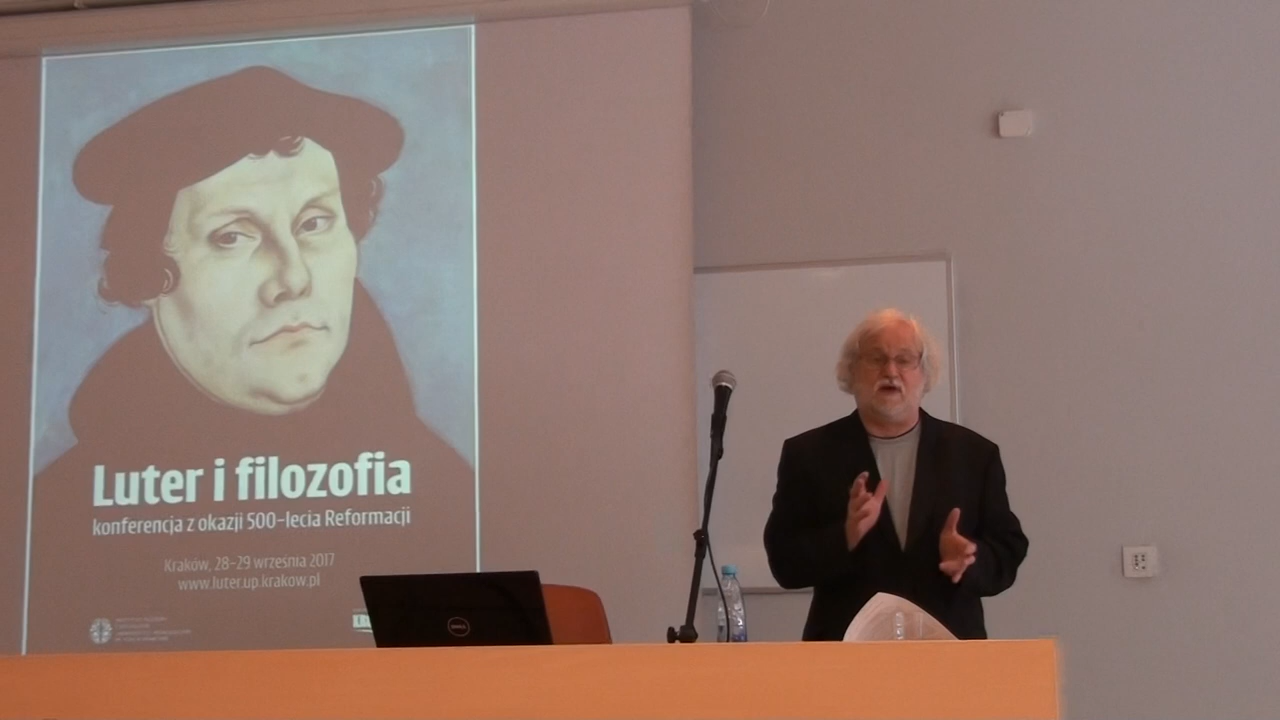 Luter i filozofia
konferencja z okazji 500-lecia Reformacji
Kraków, 28-29 września 2017
www.luter.up.krakow.pl
DELL